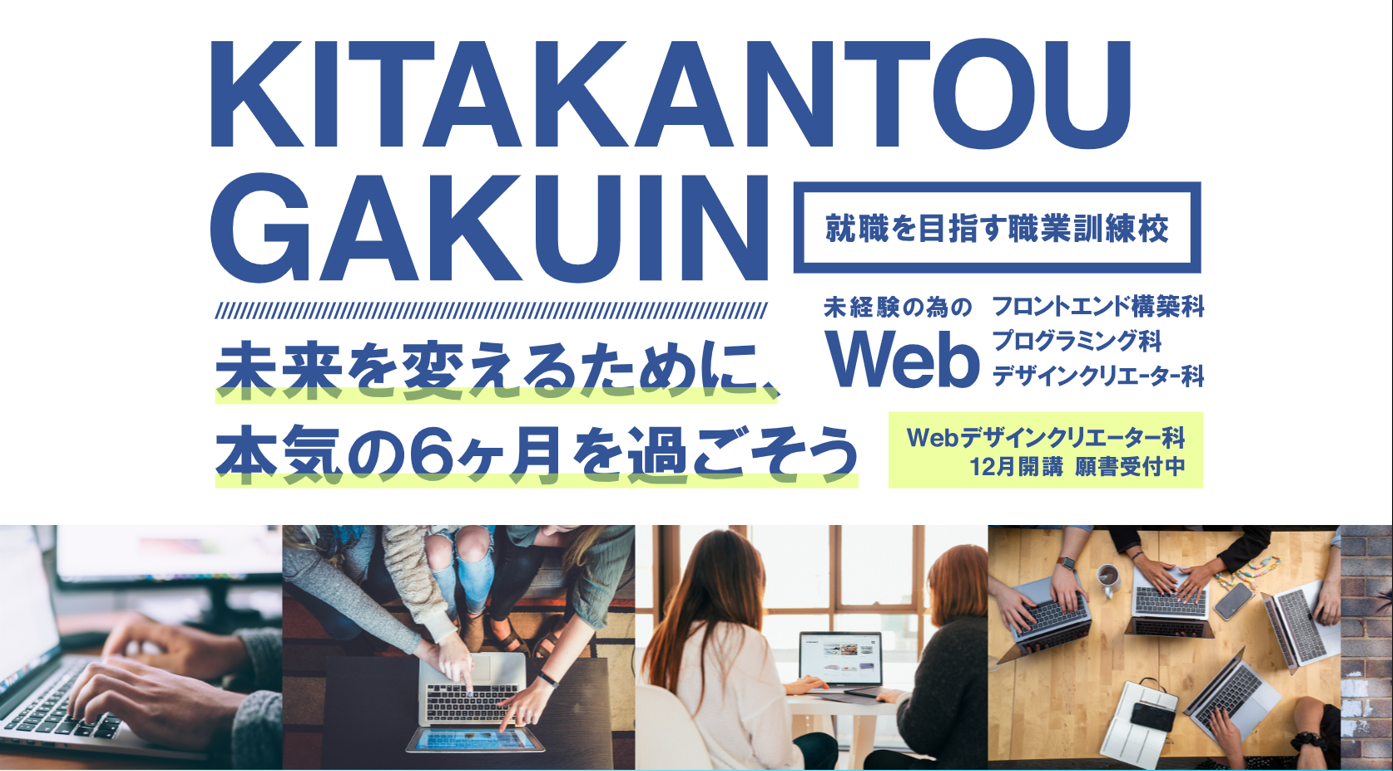 KITAKANTOU
GAKUIN
就職を目指す職業訓練校
未経験の為の
Web
フロントエンド構築科
プログラミング科
デザインクリエーター科
未来を変えるために、
本気の6ヶ月を過ごそう
Webデザインクリエーター科
12月開講 願書受付中